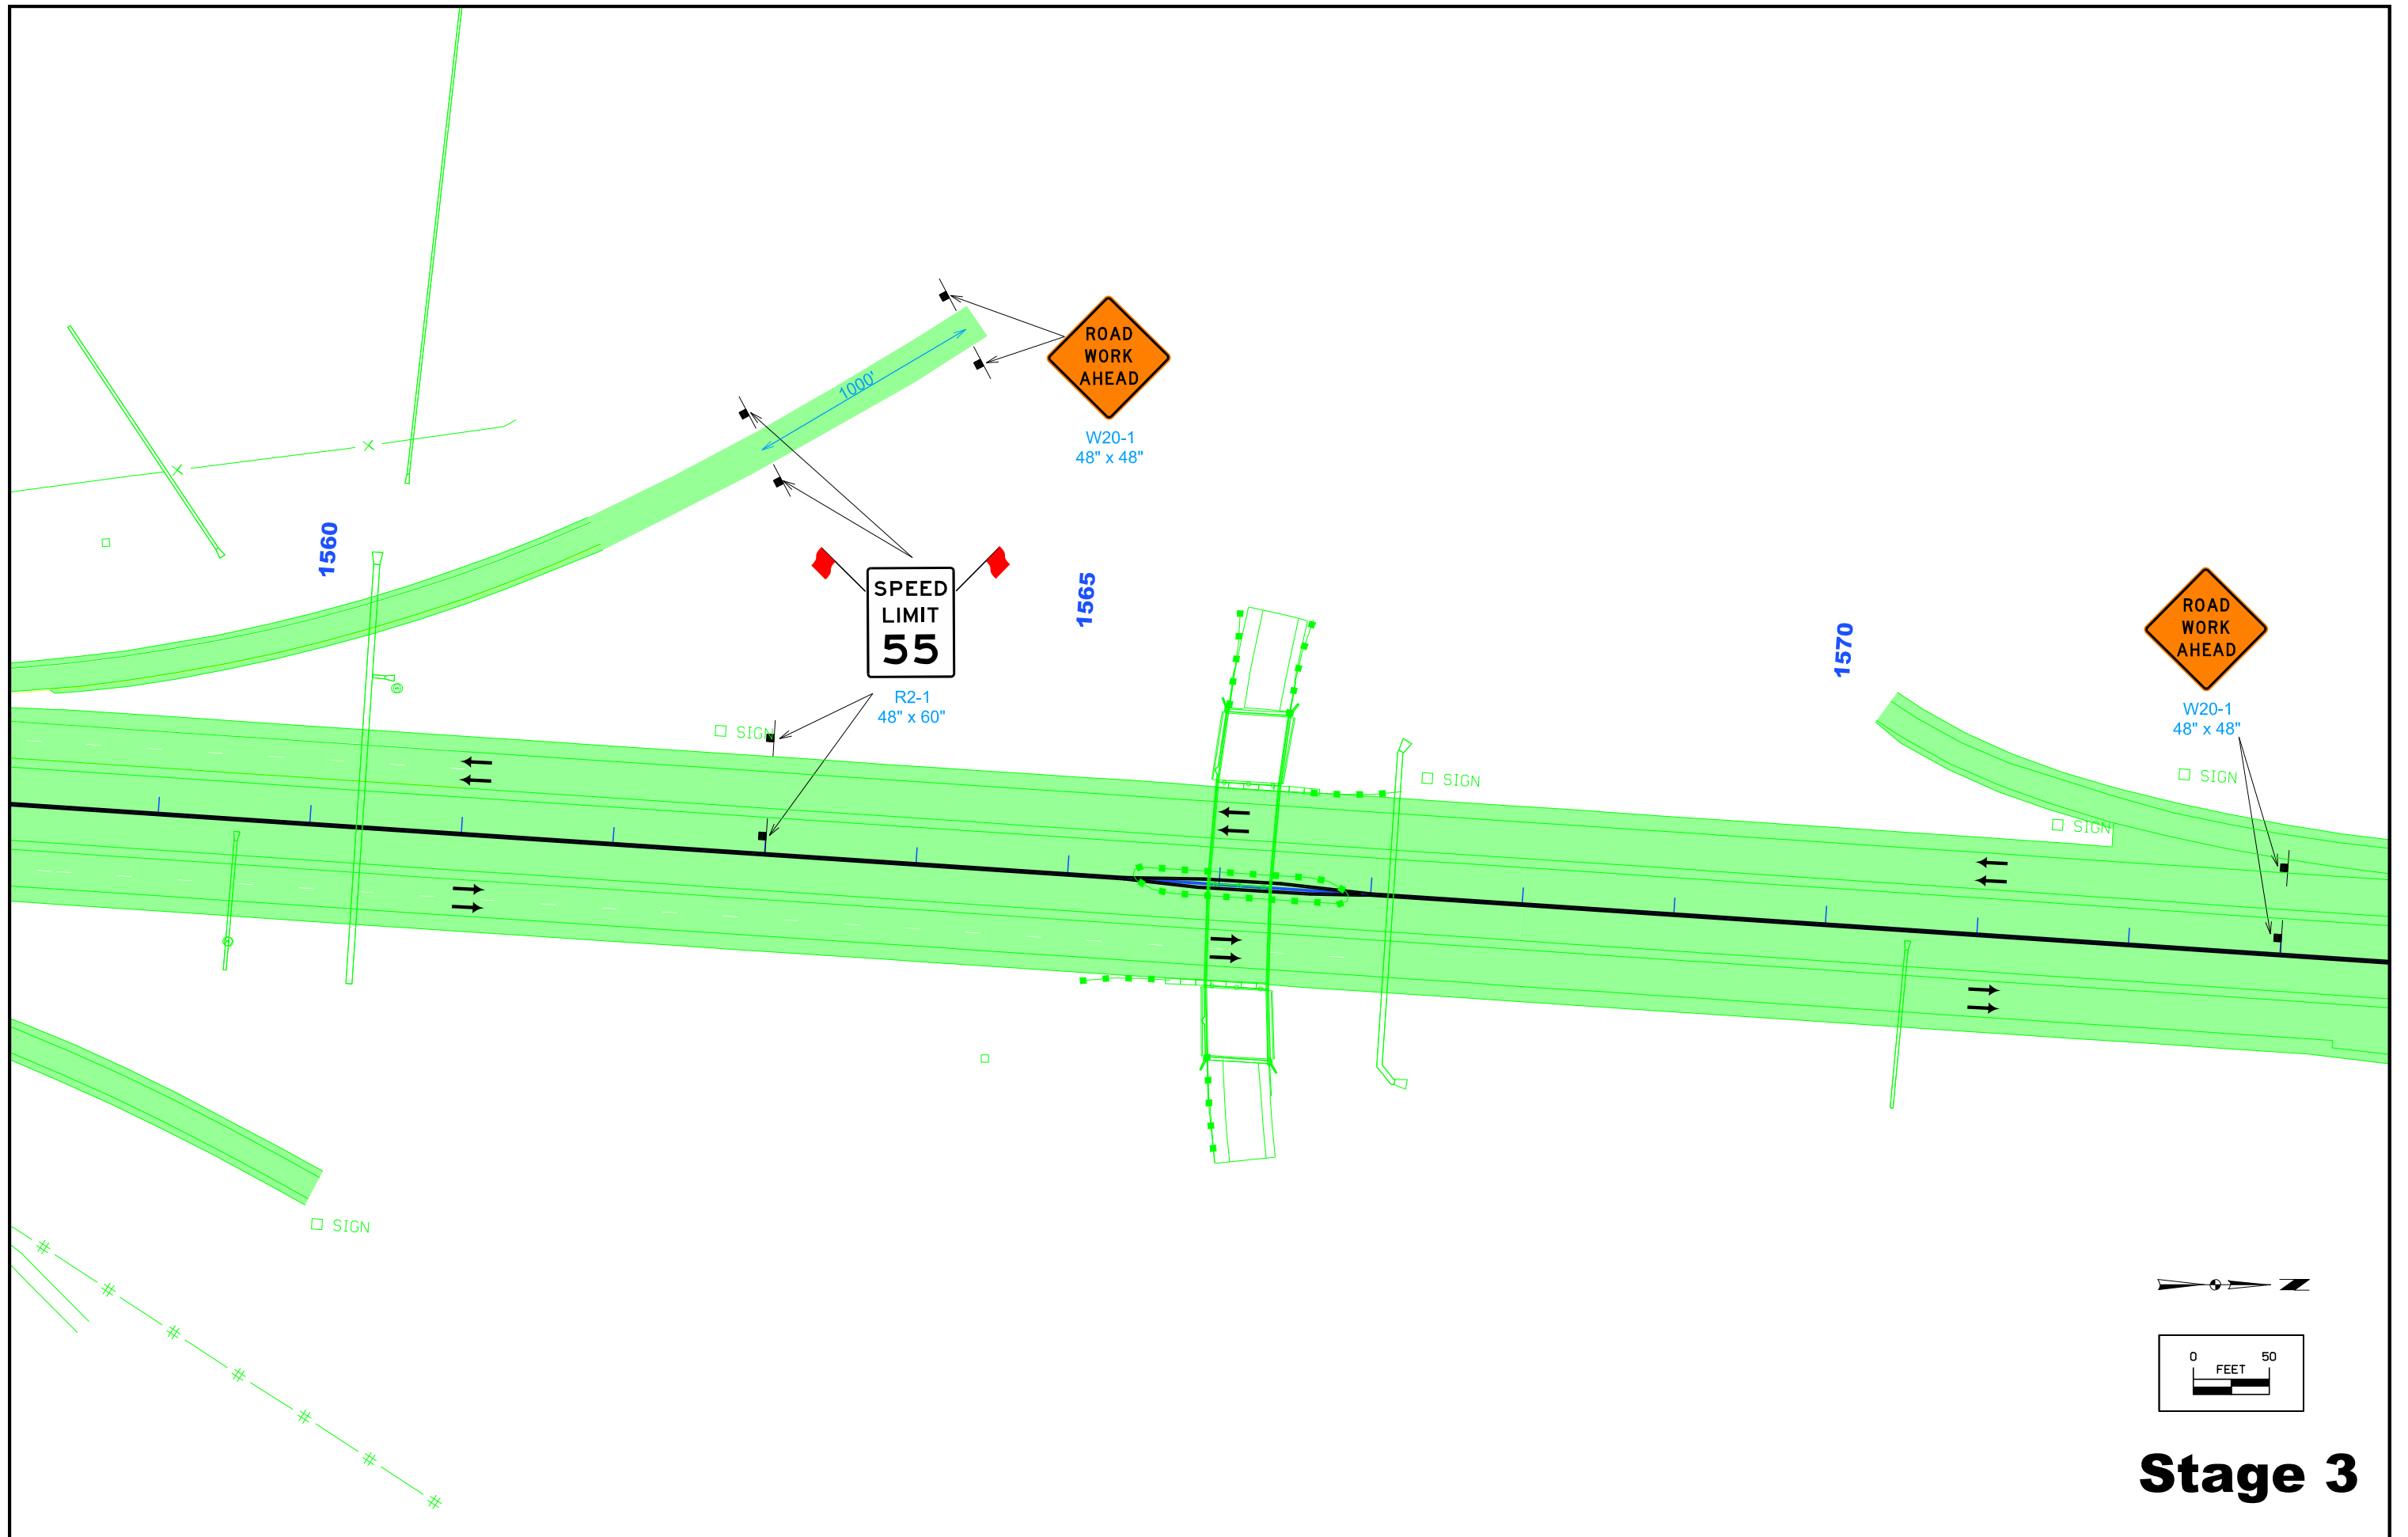 ROAD
WORK
AHEAD
W20-1
48" x 48"
1000'
1560
1565
1570
SPEED
LIMIT
55
R2-1
48" x 60"
ROAD
WORK
AHEAD
W20-1
48" x 48"
SIGN
SIGN
SIGN
SIGN
SIGN
N
0 50
FEET
Stage 3